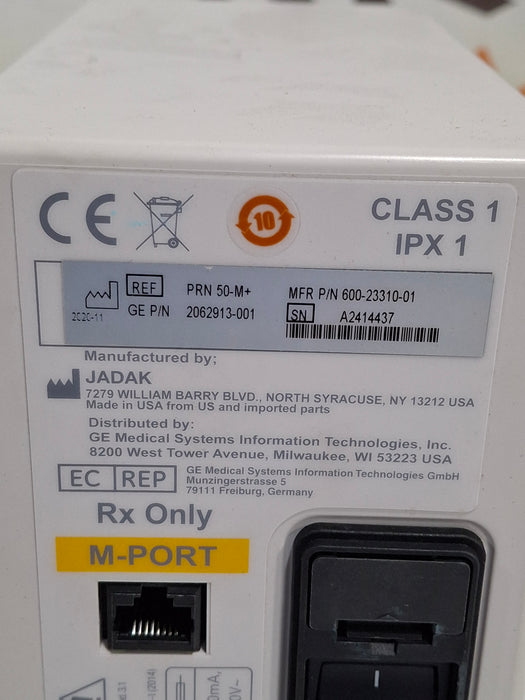 CE
10
CLASS 1
IPX 1
REF PRN 50-M+ MFR P/N 600-23310-01
2020-11 GE P/N 2062913-001 SN A2414437
Manufactured by;
JADAK
7279 WILLIAM BARRY BLVD., NORTH SYRACUSE, NY 13212 USA
Made in USA from US and imported parts
Distributed by:
GE Medical Systems Information Technologies, Inc.
8200 West Tower Avenue, Milwaukee, WI 53223 USA
EC REP
GE Medical Systems Information Technologies GmbH
Munzingerstrasse 5
79111 Freiburg, Germany
Rx Only
M-PORT